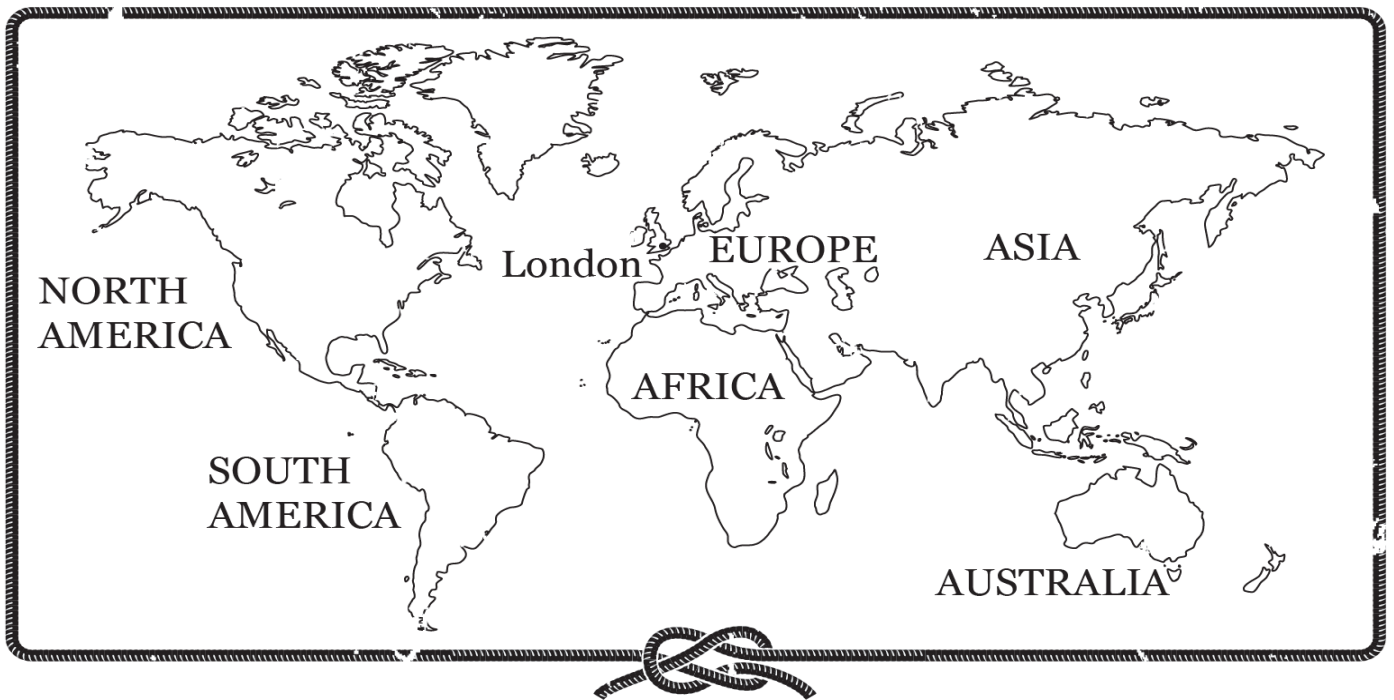 London
EUROPE
ASIA
NORTH
AMERICA
AFRICA
SOUTH
AMERICA
AUSTRALIA